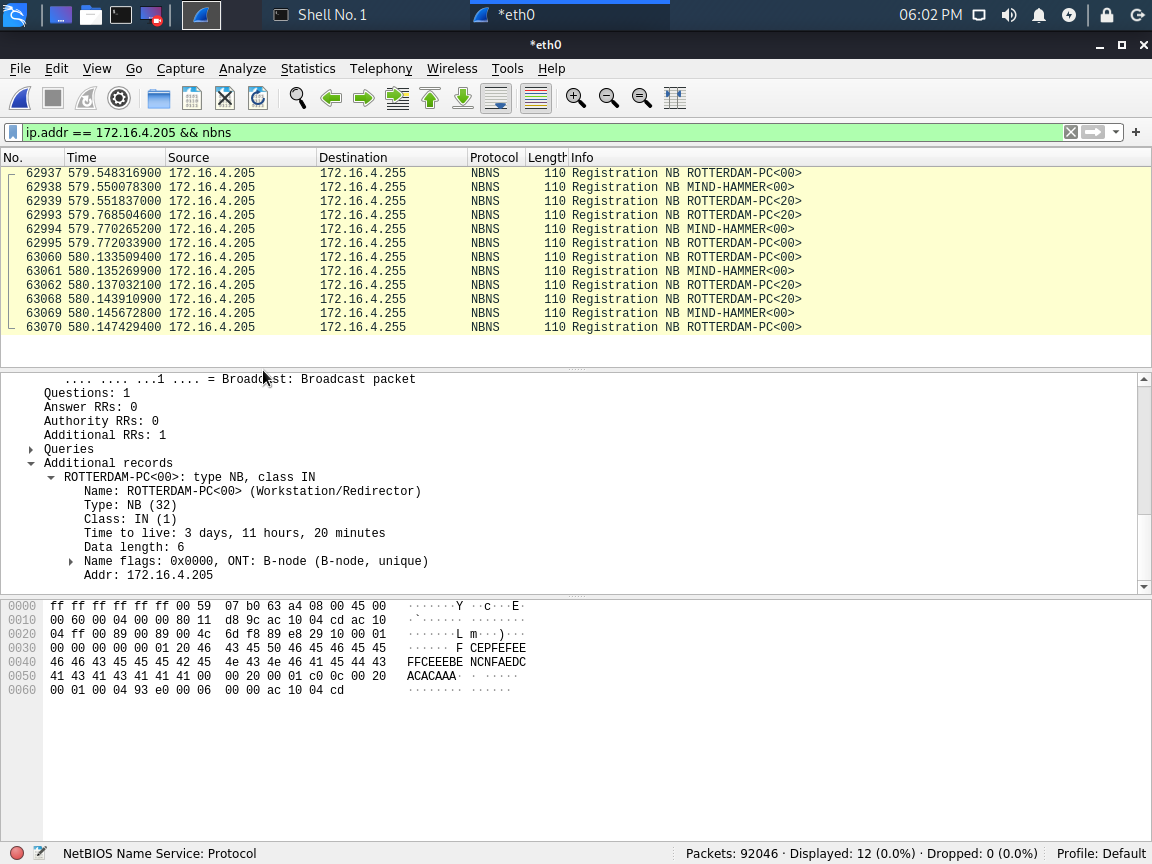 Shell No. 1
*eth0
06:02 PM
*eth0
File Edit View Go Capture Analyze Statistics Telephony Wireless Tools Help
ip.addr == 172.16.4.205 && nbns
No. Time Source Destination Protocol Length Info
62937 579.548316900 172.16.4.205 172.16.4.255 NBNS 110 Registration NB ROTTERDAM-PC<00>
62938 579.550078300 172.16.4.205 172.16.4.255 NBNS 110 Registration NB MIND-HAMMER<00>
62939 579.551837000 172.16.4.205 172.16.4.255 NBNS 110 Registration NB ROTTERDAM-PC<20>
62993 579.768504600 172.16.4.205 172.16.4.255 NBNS 110 Registration NB ROTTERDAM-PC<20>
62994 579.770265200 172.16.4.205 172.16.4.255 NBNS 110 Registration NB MIND-HAMMER<00>
62995 579.772033900 172.16.4.205 172.16.4.255 NBNS 110 Registration NB ROTTERDAM-PC<00>
63060 580.133509400 172.16.4.205 172.16.4.255 NBNS 110 Registration NB ROTTERDAM-PC<00>
63061 580.135269900 172.16.4.205 172.16.4.255 NBNS 110 Registration NB MIND-HAMMER<00>
63062 580.137032100 172.16.4.205 172.16.4.255 NBNS 110 Registration NB ROTTERDAM-PC<20>
63068 580.143910900 172.16.4.205 172.16.4.255 NBNS 110 Registration NB ROTTERDAM-PC<20>
63069 580.145672800 172.16.4.205 172.16.4.255 NBNS 110 Registration NB MIND-HAMMER<00>
63070 580.147429400 172.16.4.205 172.16.4.255 NBNS 110 Registration NB ROTTERDAM-PC<00>
.... .... ...1 .... = Broadcast: Broadcast packet
Questions: 1
Answer RRs: 0
Authority RRs: 0
Additional RRs: 1
Queries
Additional records
ROTTERDAM-PC<00>: type NB, class IN
Name: ROTTERDAM-PC<00> (Workstation/Redirector)
Type: NB (32)
Class: IN (1)
Time to live: 3 days, 11 hours, 20 minutes
Data length: 6
Name flags: 0x0000, ONT: B-node (B-node, unique)
Addr: 172.16.4.205
0000 ff ff ff ff ff ff 00 59 07 b0 63 a4 08 00 45 00 ·······Y ··c···E·
0010 00 60 00 04 00 00 80 11 d8 9c ac 10 04 cd ac 10 ·`······ ········
0020 04 ff 00 89 00 89 00 4c 6d f8 89 e8 29 10 00 01 ·······L m···)···
0030 00 00 00 00 00 01 20 46 43 45 50 46 45 46 45 45 ······ F CEPFEFEE
0040 46 46 43 45 45 45 42 45 4e 43 4e 46 41 45 44 43 FFCEEEBE NCNFAEDC
0050 41 43 41 43 41 41 41 00 00 20 00 01 c0 0c 00 20 ACACAAA· · ·····
0060 00 01 00 04 93 e0 00 06 00 00 ac 10 04 cd ········ ······
NetBIOS Name Service: Protocol
Packets: 92046 · Displayed: 12 (0.0%) · Dropped: 0 (0.0%)
Profile: Default